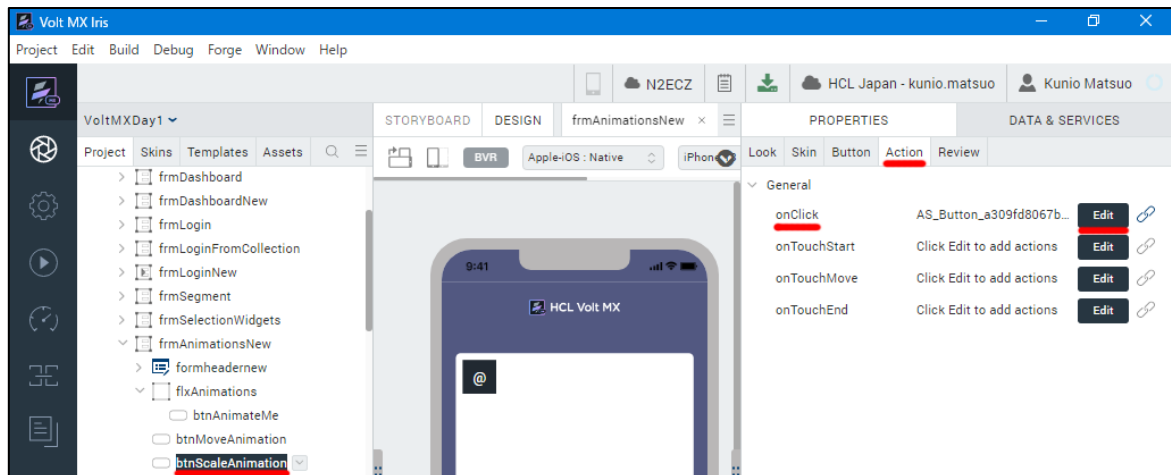 Volt MX Iris
Project Edit Build Debug Forge Window Help
N2ECZ HCL Japan - kunio.matsuo Kunio Matsuo
VoltMXDay1
STORYBOARD DESIGN frmAnimationsNew ×
PROPERTIES DATA & SERVICES
Project Skins Templates Assets
BVR Apple-iOS : Native
Look Skin Button Action Review
frmDashboard
frmDashboardNew
frmLogin
frmLoginFromCollection
frmLoginNew
frmSegment
frmSelectionWidgets
frmAnimationsNew
formheadernew
flxAnimations
btnAnimateMe
btnMoveAnimation
btnScaleAnimation
9:41
HCL Volt MX
@
General
onClick AS_Button_a309fd8067b... Edit
onTouchStart Click Edit to add actions Edit
onTouchMove Click Edit to add actions Edit
onTouchEnd Click Edit to add actions Edit